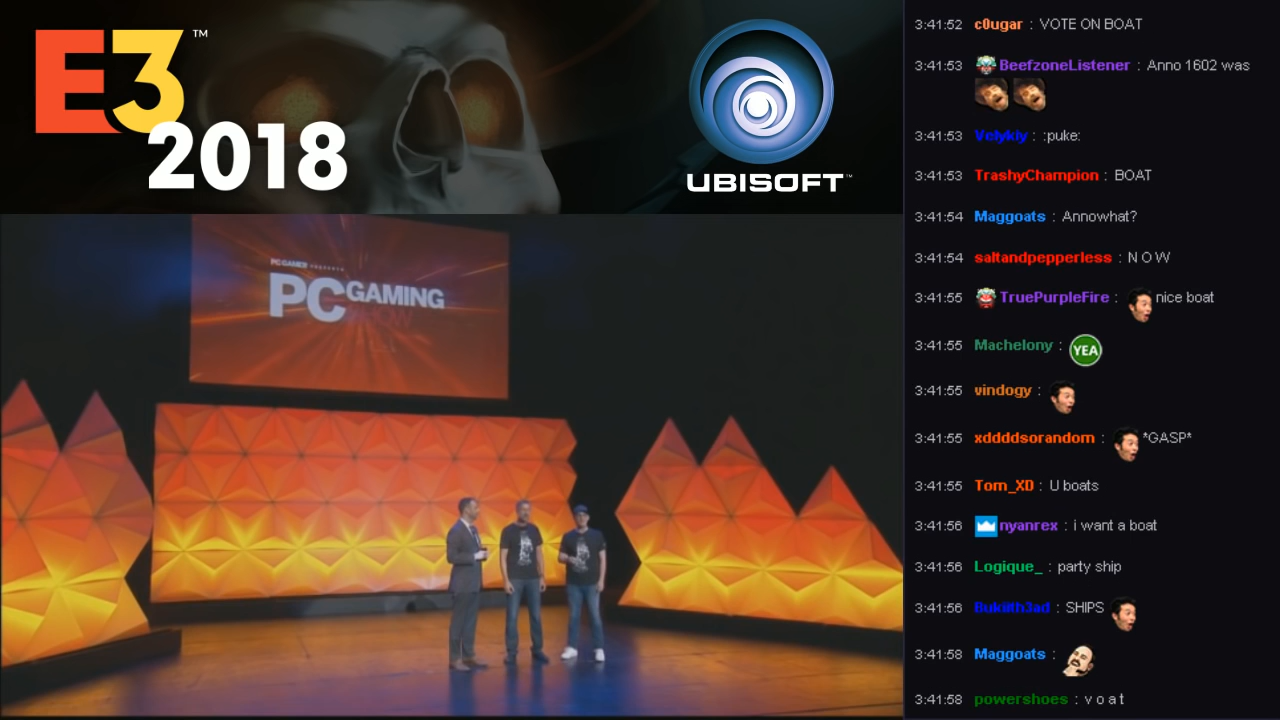 E3™
2018
UBISOFT™
PC GAMER PRESENTS
PC GAMING
SHOW
3:41:52 c0ugar : VOTE ON BOAT
3:41:53 BeefzoneListener : Anno 1602 was
3:41:53 Velykiy : :puke:
3:41:53 TrashyChampion : BOAT
3:41:54 Maggoats : Annowhat?
3:41:54 saltandpepperless : N O W
3:41:55 TruePurpleFire : nice boat
3:41:55 Machelony : YEA
3:41:55 vindogy :
3:41:55 xddddsorandom : *GASP*
3:41:55 Tom_XD : U boats
3:41:56 nyanrex : i want a boat
3:41:56 Logique_ : party ship
3:41:56 Bukiith3ad : SHIPS
3:41:58 Maggoats :
3:41:58 powershoes : v o a t